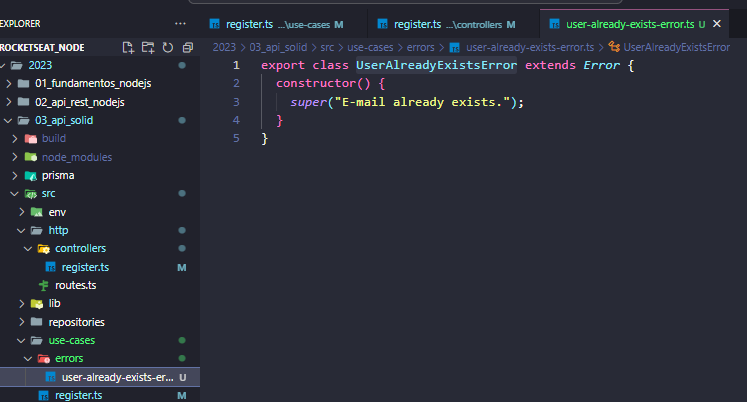 EXPLORER
ROCKETSEAT_NODE
2023
01_fundamentos_nodejs
02_api_rest_nodejs
03_api_solid
build
node_modules
prisma
src
env
http
controllers
register.ts M
routes.ts
lib
repositories
use-cases
errors
user-already-exists-er... U
register.ts M
register.ts ...\use-cases M
register.ts ...\controllers M
user-already-exists-error.ts U
2023 > 03_api_solid > src > use-cases > errors > user-already-exists-error.ts > UserAlreadyExistsError
1 export class UserAlreadyExistsError extends Error {
2 constructor() {
3 super("E-mail already exists.");
4 }
5 }